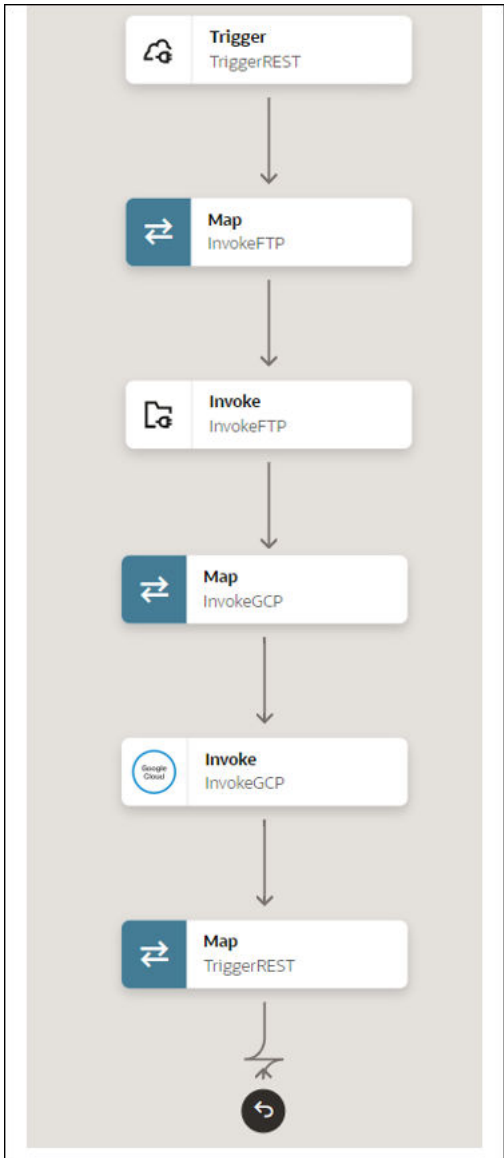 Trigger
TriggerREST
Map
InvokeFTP
Invoke
InvokeFTP
Map
InvokeGCP
Google
Cloud
Invoke
InvokeGCP
Map
TriggerREST